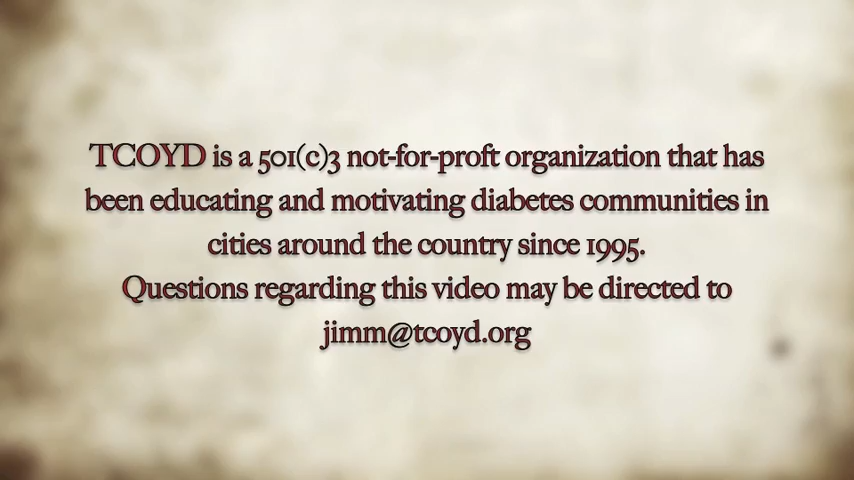 TCOYD is a 501(c)3 not-for-proft organization that has
been educating and motivating diabetes communities in
cities around the country since 1995.
Questions regarding this video may be directed to
jimm@tcoyd.org